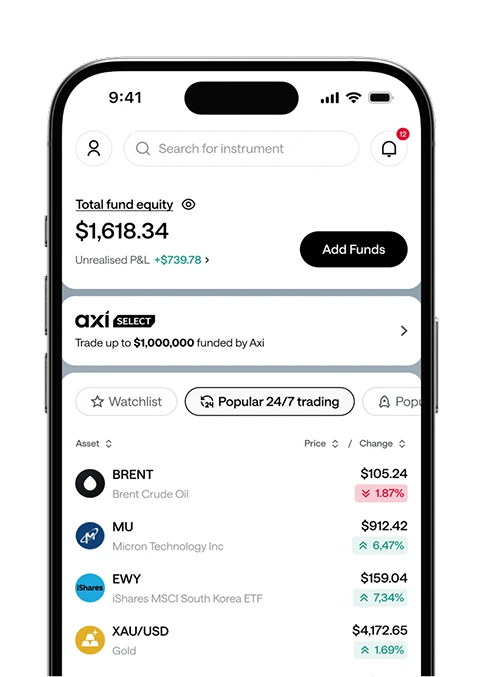 9:41
12
Search for instrument
Total fund equity
$1,618.34
Unrealised P&L +$739.78 >
Add Funds
axi SELECT
Trade up to $1,000,000 funded by Axi
Watchlist
24 Popular 24/7 trading
Popu
Asset
Price / Change
BRENT $105.24
Brent Crude Oil 1.87%
MU $912.42
Micron Technology Inc 6,47%
iShares
EWY $159.04
iShares MSCI South Korea ETF 7,34%
XAU/USD $4,172.65
Gold 1.69%